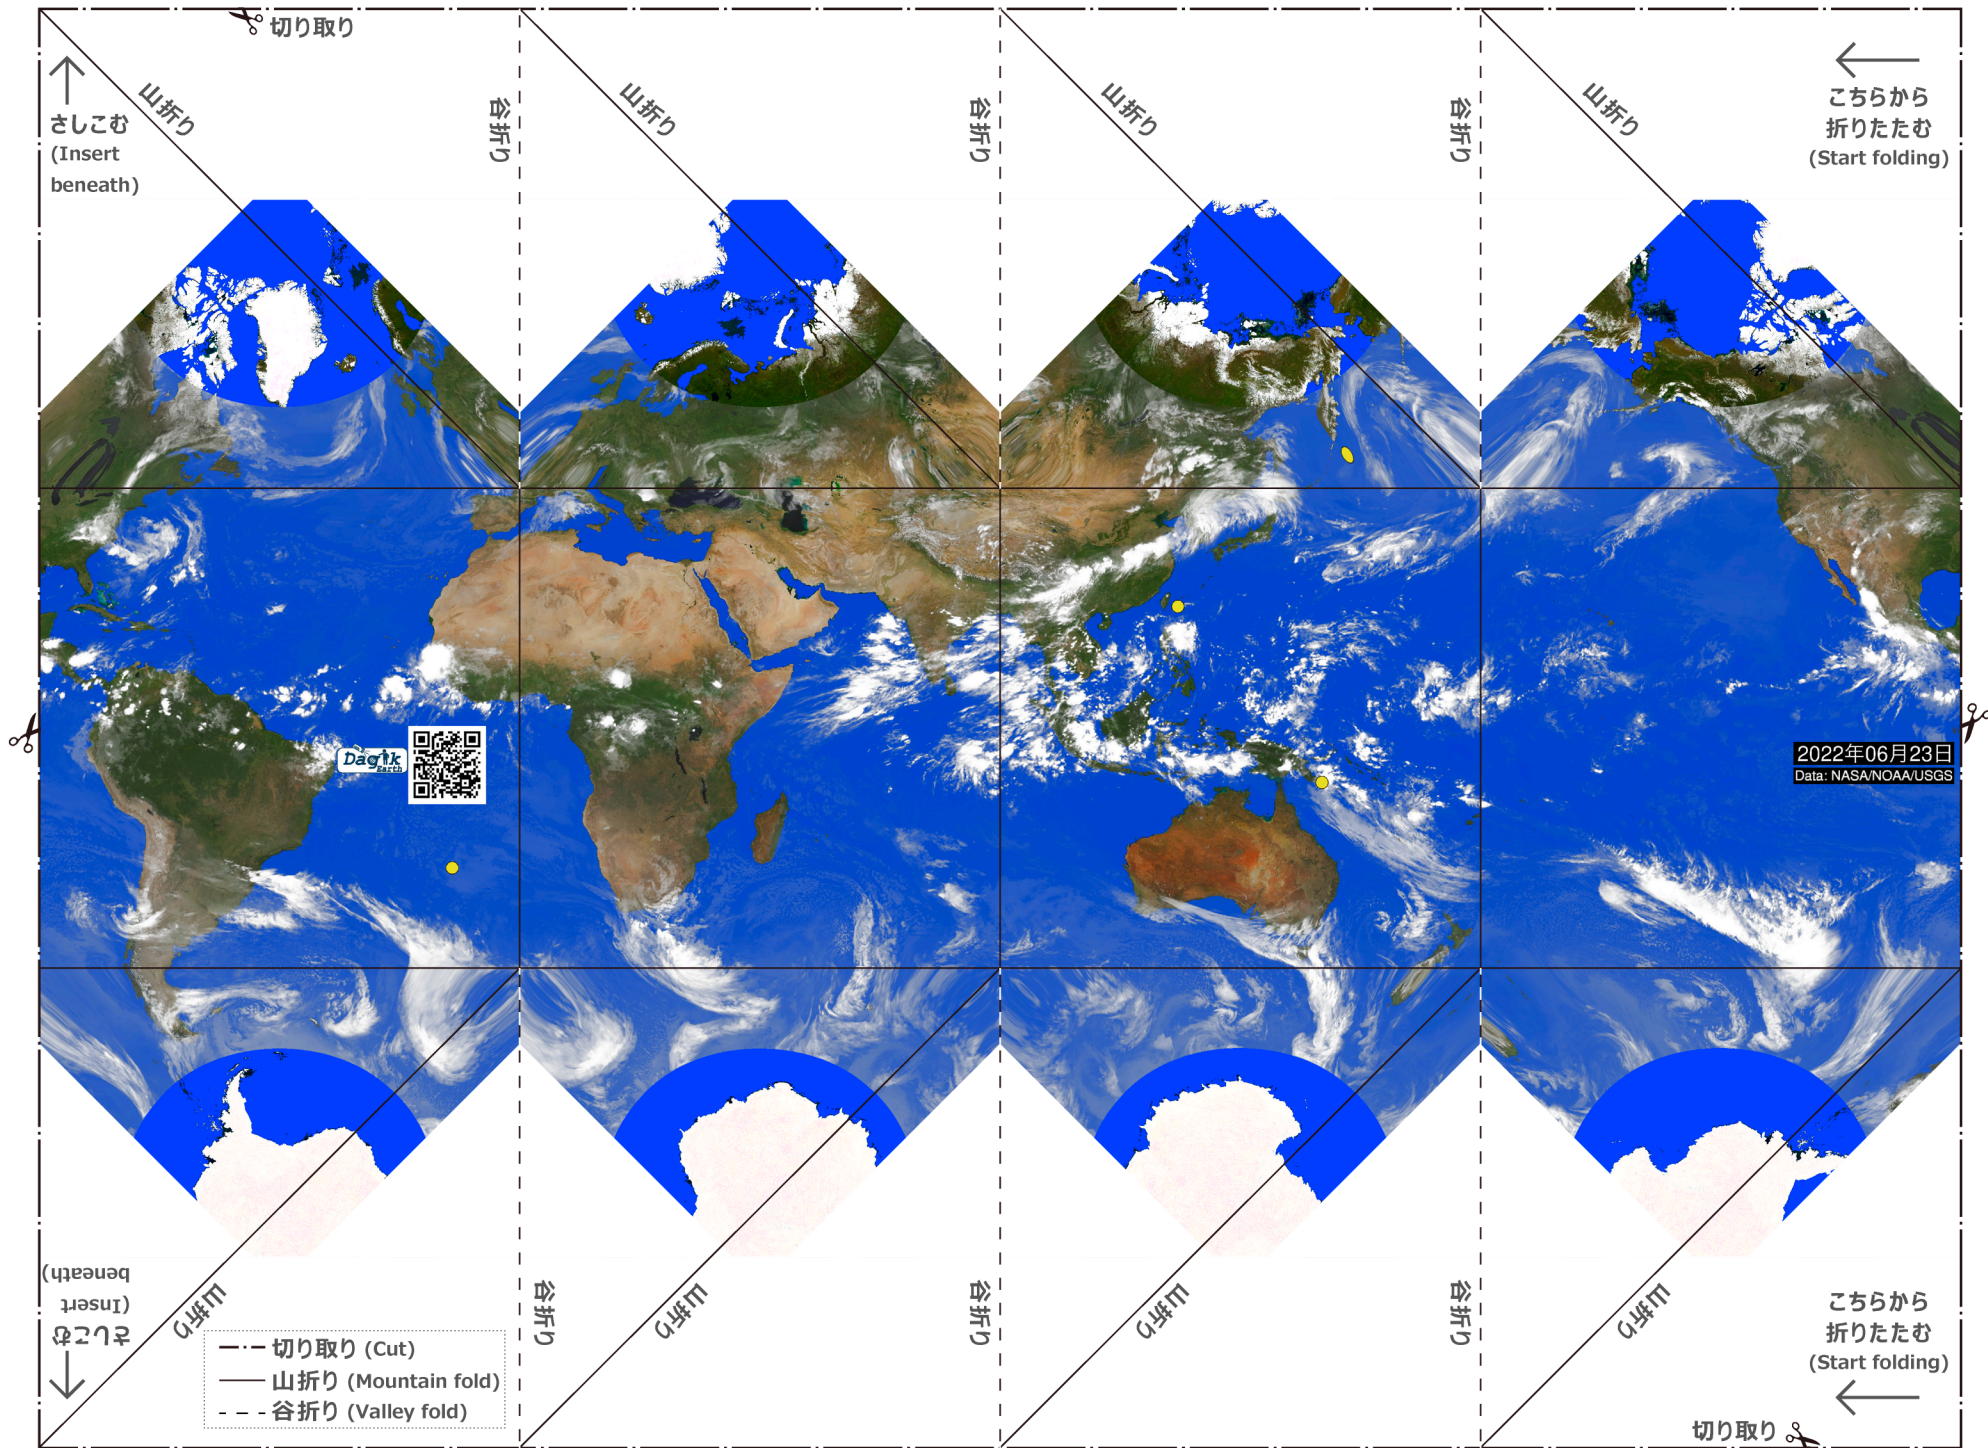 切り取り
さしこむ
(Insert
beneath)
山折り
谷折り
山折り
谷折り
山折り
谷折り
山折り
こちらから
折りたたむ
(Start folding)
Dagik
Earth
2022年06月23日
Data: NASA/NOAA/USGS
さしこむ
(Insert
beneath)
山折り
谷折り
山折り
谷折り
山折り
谷折り
山折り
こちらから
折りたたむ
(Start folding)
切り取り (Cut)
山折り (Mountain fold)
谷折り (Valley fold)
切り取り